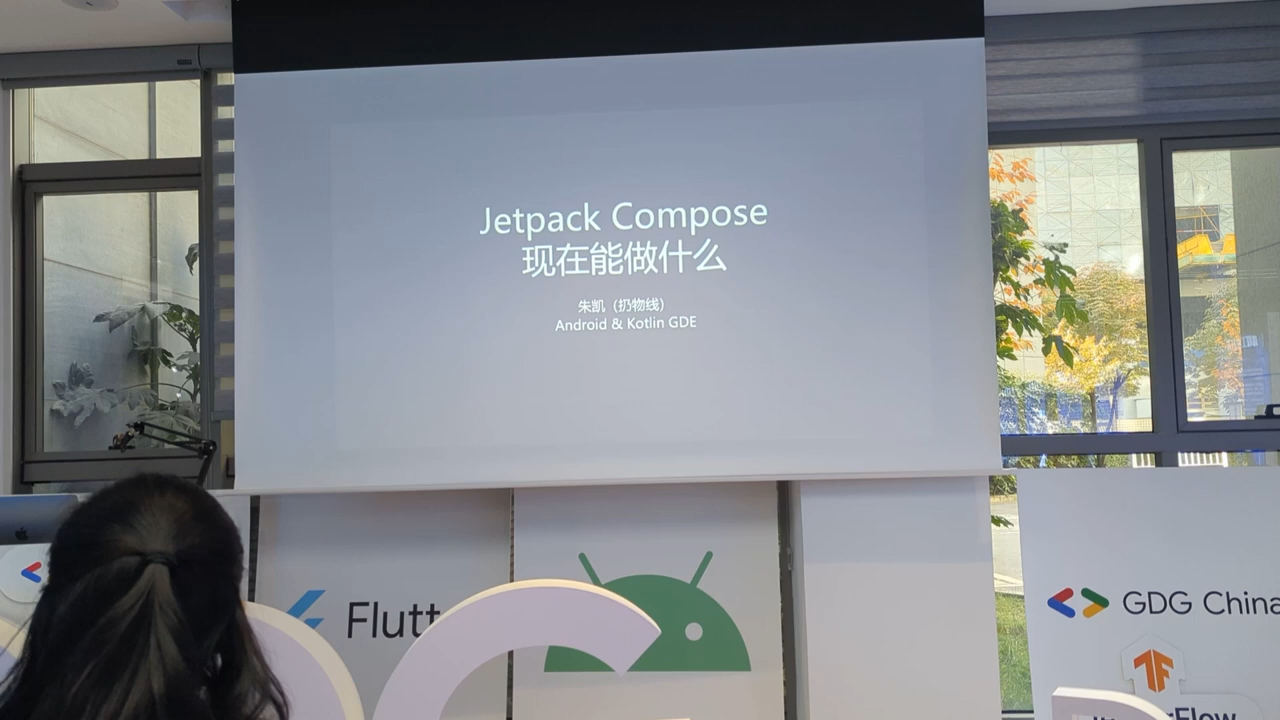 Jetpack Compose
现在能做什么
朱凯（扔物线）
Android & Kotlin GDE
Flutt
GDG China